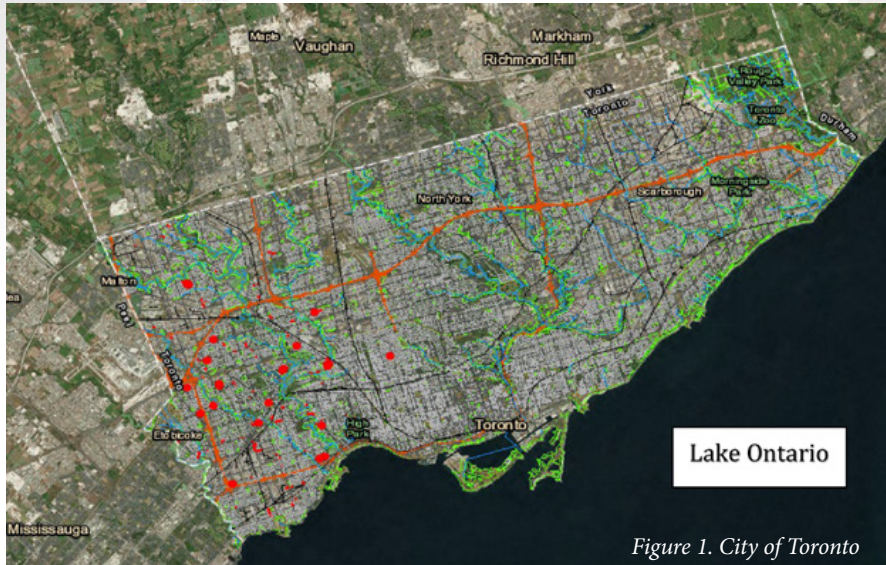 Maple
Vaughan
Markham
Richmond Hill
York
Toronto
Rouge
Valley Park
Toronto
Zoo
Durham
North York
Scarborough
Morningside
Park
Malton
ea
Peel
Toronto
Etobicoke
High
Park
Toronto
Lake Ontario
Mississauga
Figure 1. City of Toronto